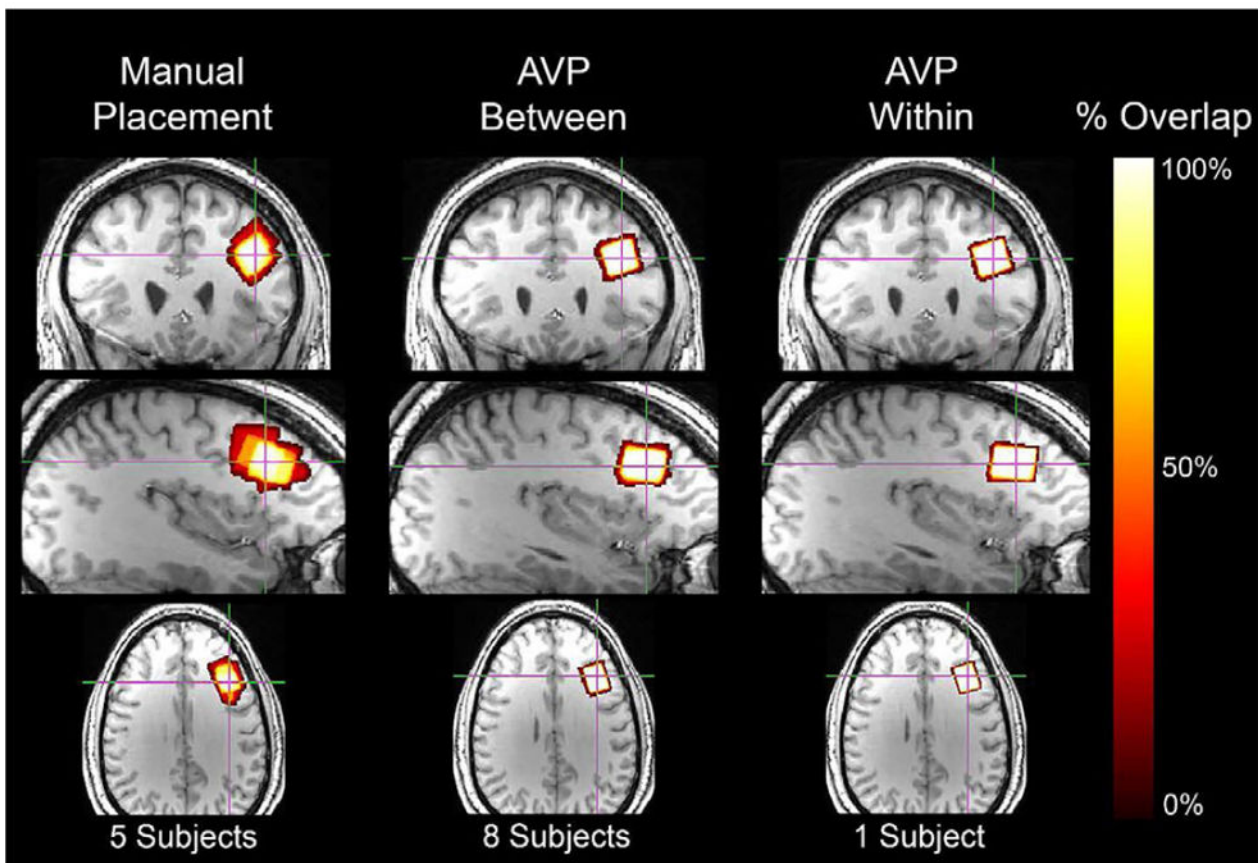 Manual
Placement
AVP
Between
AVP
Within
% Overlap
100%
50%
0%
5 Subjects
8 Subjects
1 Subject